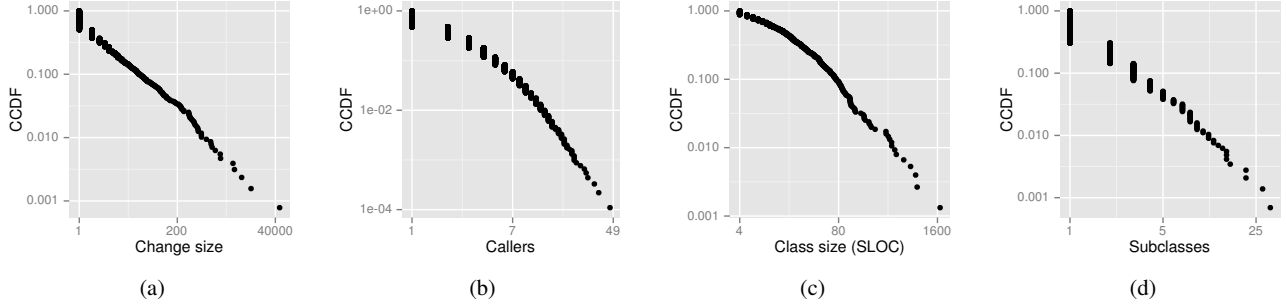 1.000
0.100
0.010
0.001
CCDF
1
200
40000
Change size
(a)
1e+00
1e-02
1e-04
CCDF
1
7
49
Callers
(b)
1.000
0.100
0.010
0.001
CCDF
4
80
1600
Class size (SLOC)
(c)
1.000
0.100
0.010
0.001
CCDF
1
5
25
Subclasses
(d)